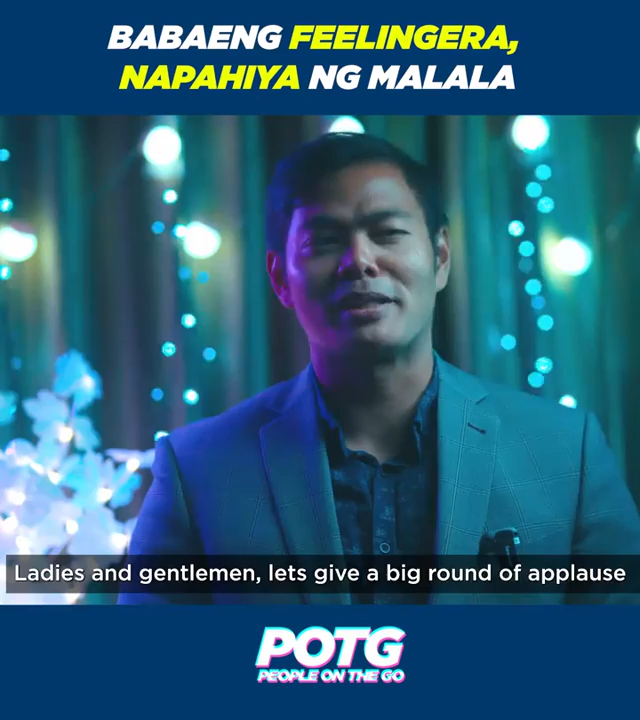 BABAENG FEELINGERA,
NAPAHIYA NG MALALA
Ladies and gentlemen, lets give a big round of applause
POTG
PEOPLE ON THE GO